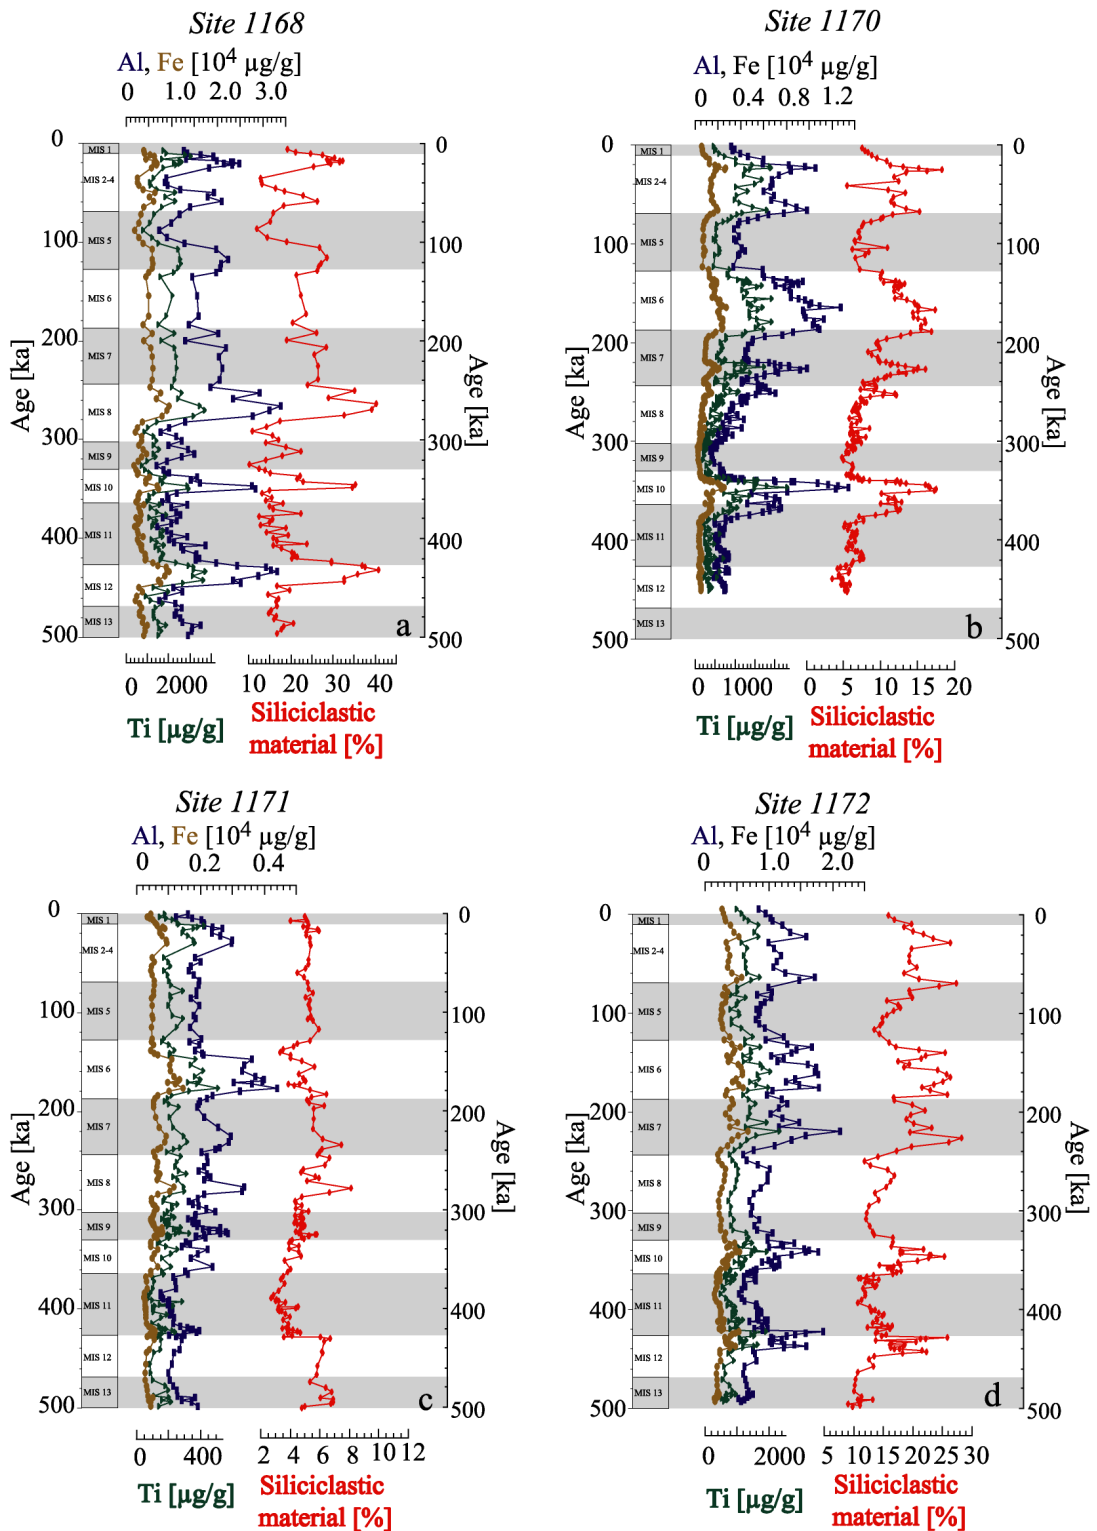 Site 1168
Al, Fe [10⁴ µg/g]
0 1.0 2.0 3.0
0
100
200
300
400
500
Age [ka]
MIS 1
MIS 2-4
MIS 5
MIS 6
MIS 7
MIS 8
MIS 9
MIS 10
MIS 11
MIS 12
MIS 13
0
100
200
300
400
500
Age [ka]
a
0 2000
10 20 30 40
Ti [µg/g]
Siliciclastic
material [%]
Site 1170
Al, Fe [10⁴ µg/g]
0 0.4 0.8 1.2
0
100
200
300
400
500
Age [ka]
MIS 1
MIS 2-4
MIS 5
MIS 6
MIS 7
MIS 8
MIS 9
MIS 10
MIS 11
MIS 12
MIS 13
0
100
200
300
400
500
Age [ka]
b
0 1000
0 5 10 15 20
Ti [µg/g]
Siliciclastic
material [%]
Site 1171
Al, Fe [10⁴ µg/g]
0 0.2 0.4
0
100
200
300
400
500
Age [ka]
MIS 1
MIS 2-4
MIS 5
MIS 6
MIS 7
MIS 8
MIS 9
MIS 10
MIS 11
MIS 12
MIS 13
0
100
200
300
400
500
Age [ka]
c
0 400
2 4 6 8 10 12
Ti [µg/g]
Siliciclastic
material [%]
Site 1172
Al, Fe [10⁴ µg/g]
0 1.0 2.0
0
100
200
300
400
500
Age [ka]
MIS 1
MIS 2-4
MIS 5
MIS 6
MIS 7
MIS 8
MIS 9
MIS 10
MIS 11
MIS 12
MIS 13
0
100
200
300
400
500
Age [ka]
d
0 2000
5 10 15 20 25 30
Ti [µg/g]
Siliciclastic
material [%]